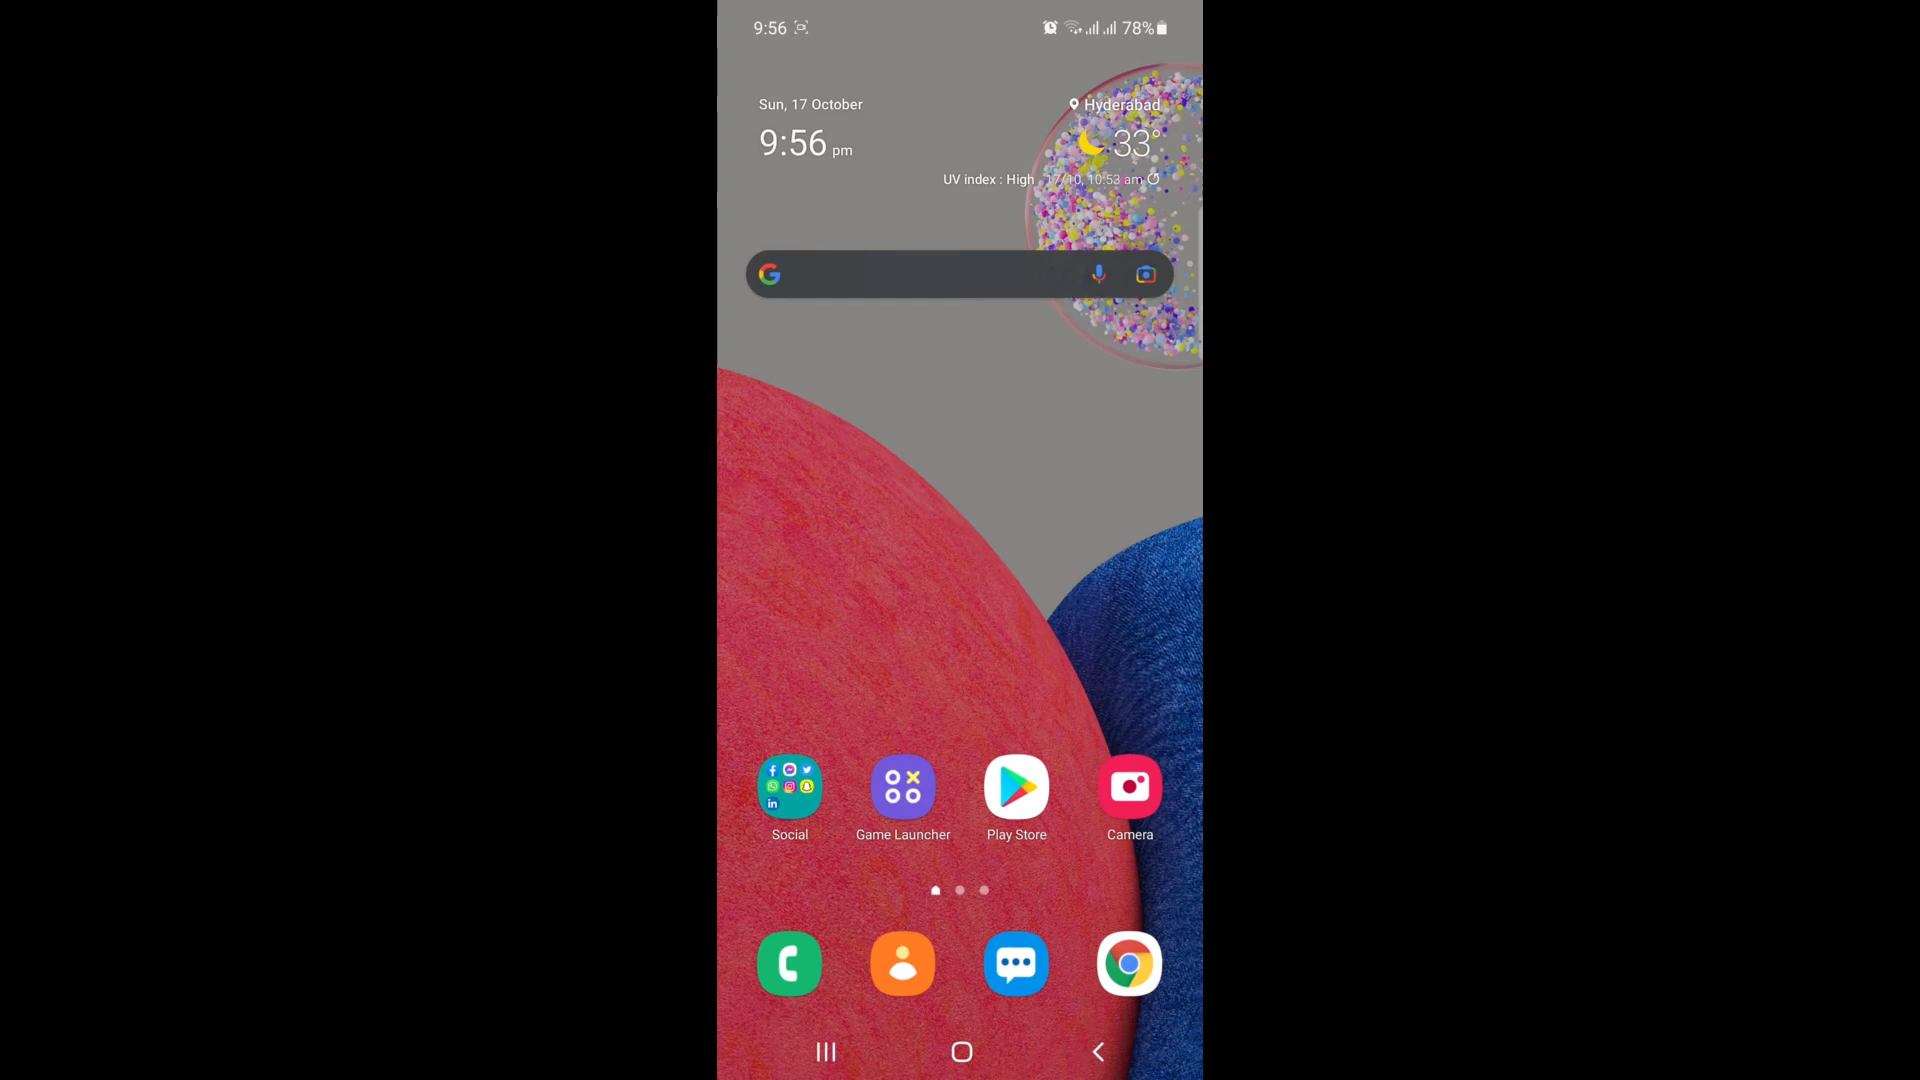 9:56 78%
Sun, 17 October Hyderabad
9:56 pm 33°
UV index : High 17/10, 10:53 am
Social Game Launcher Play Store Camera